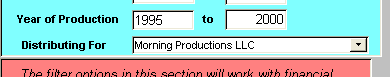 Year of Production 1995 to 2000
Distributing For Morning Productions LLC
The filter options in this section will work with financial